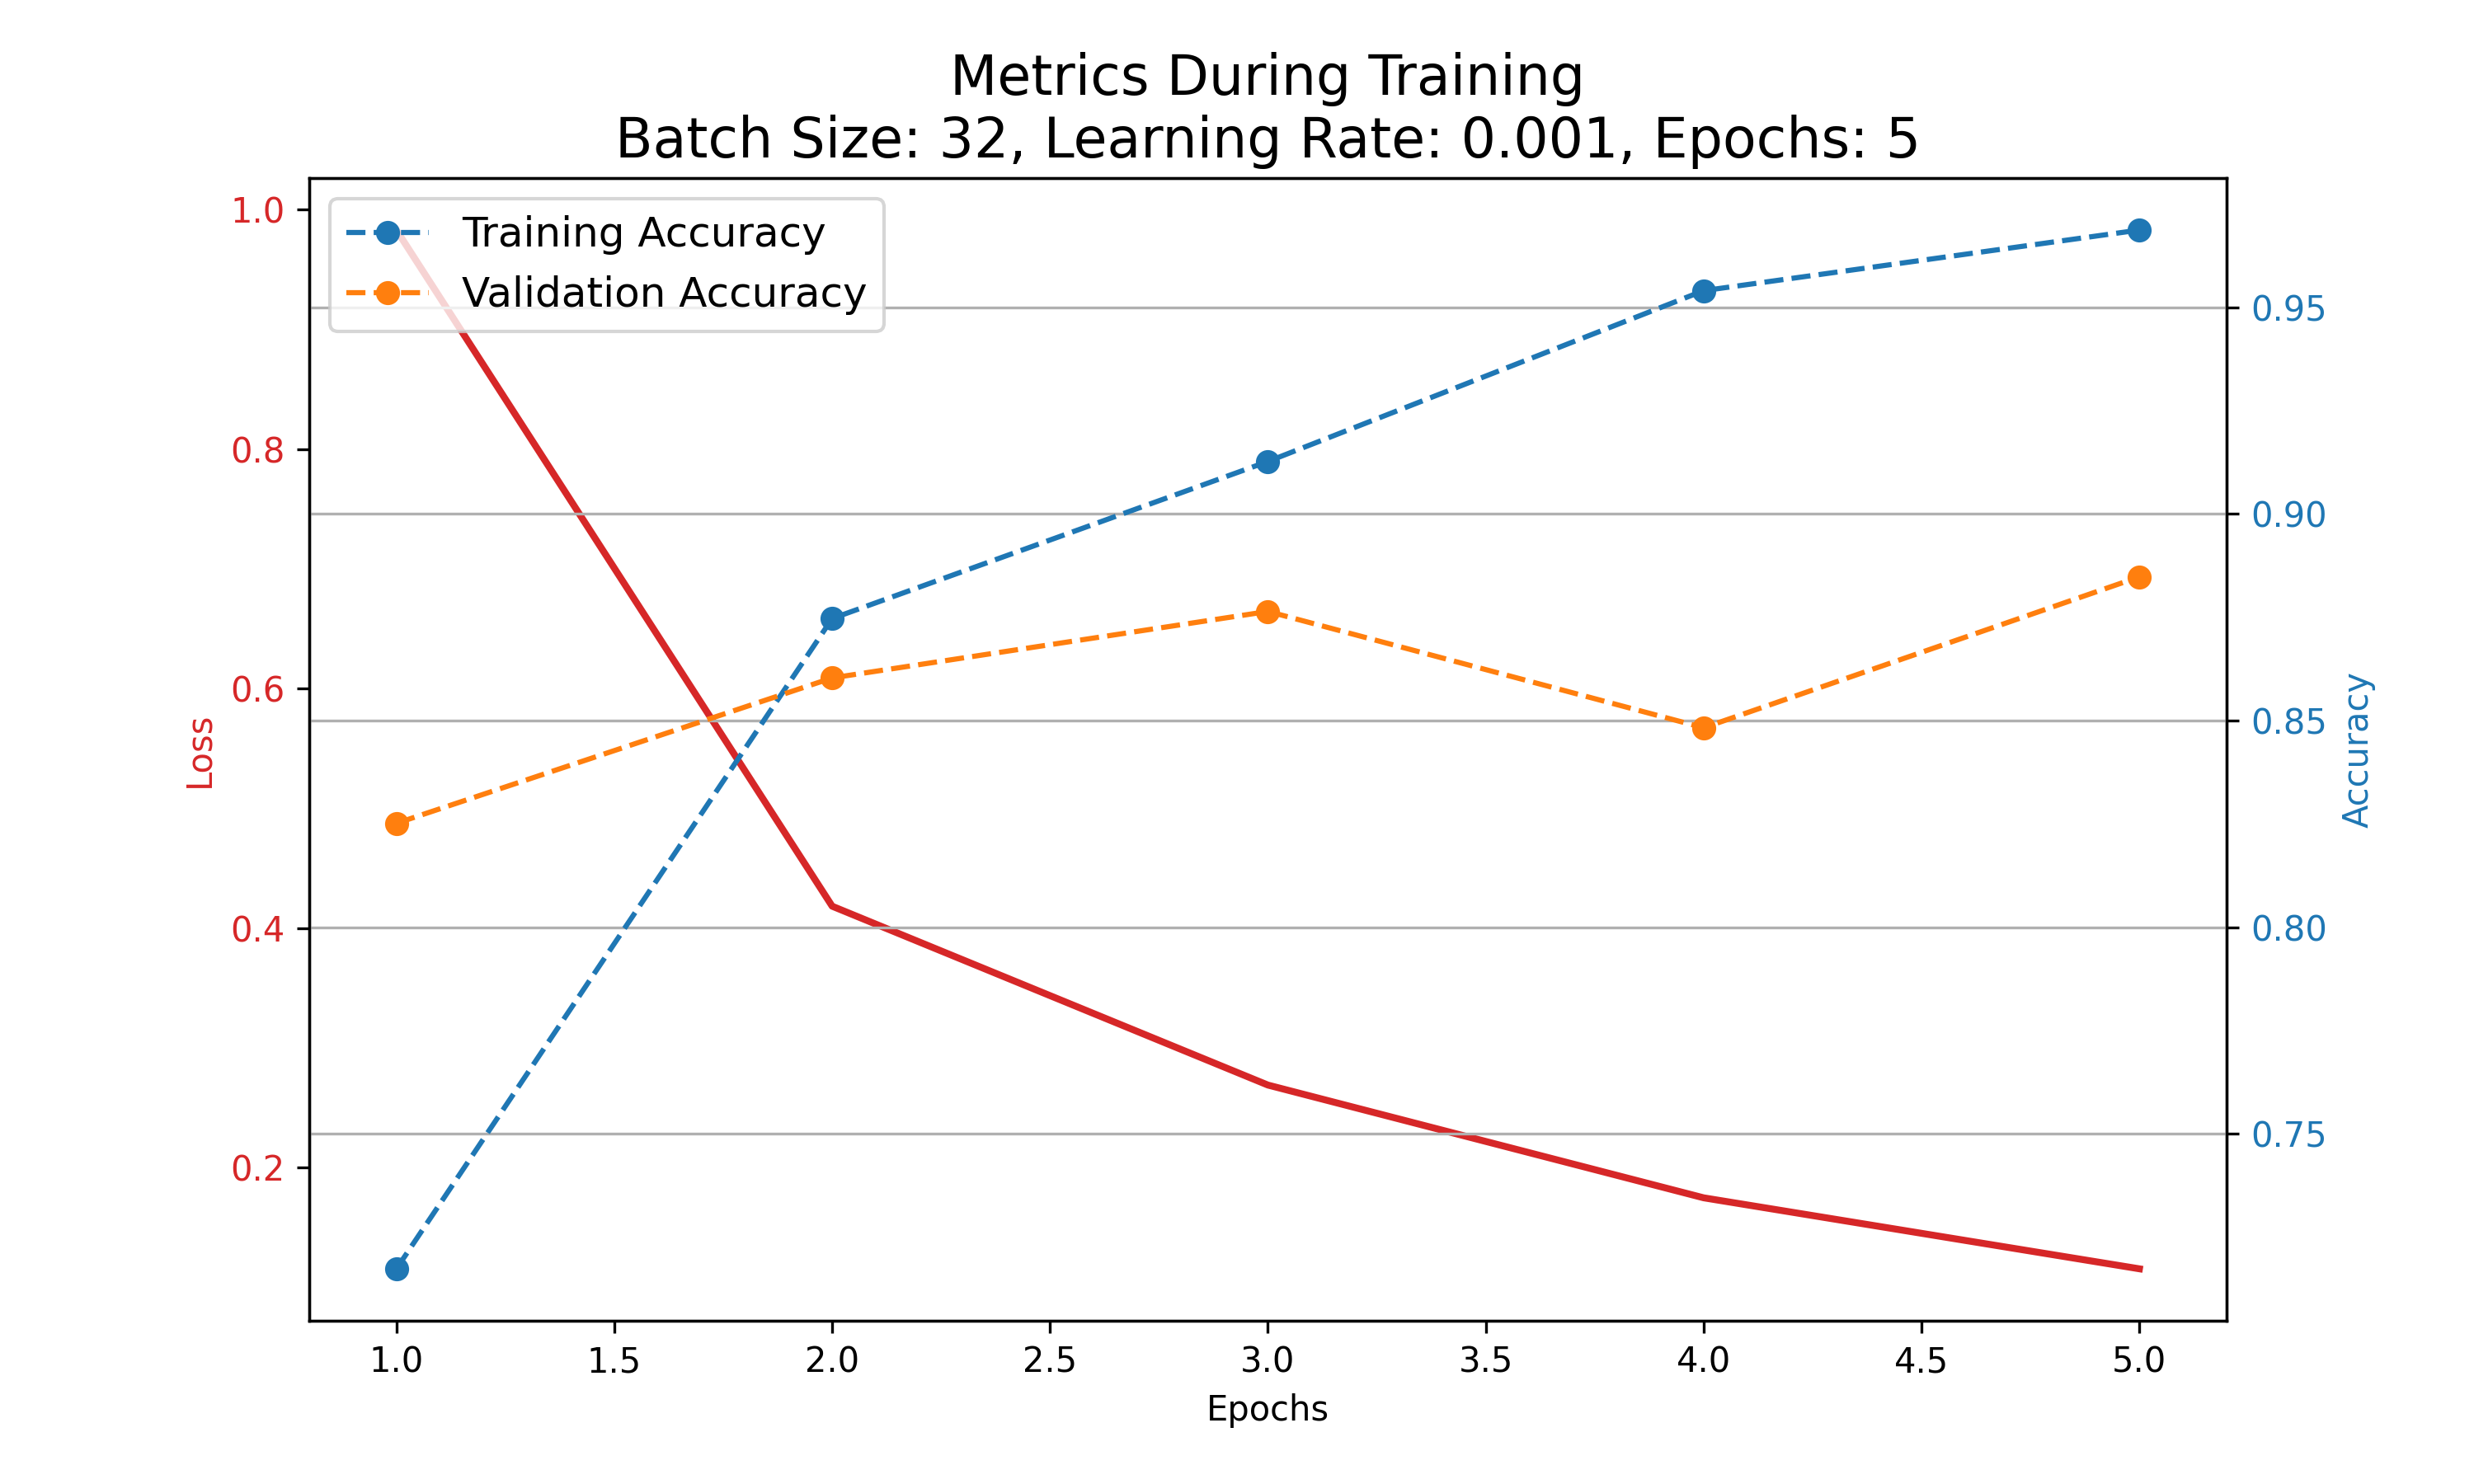 Metrics During Training
Batch Size: 32, Learning Rate: 0.001, Epochs: 5
Training Accuracy
Validation Accuracy
1.0
0.8
0.6
0.4
0.2
Loss
0.95
0.90
0.85
0.80
0.75
Accuracy
1.0 1.5 2.0 2.5 3.0 3.5 4.0 4.5 5.0
Epochs